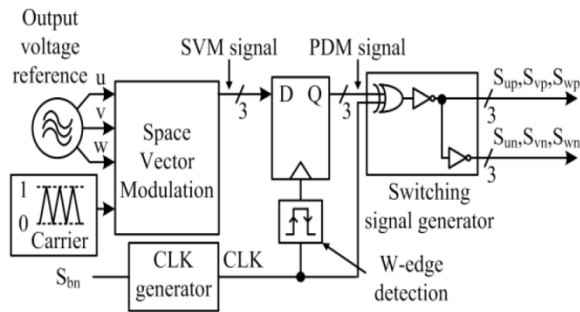 Output
voltage
reference
SVM signal
PDM signal
u
v
w
3
D Q
3
Sup,Svp,Swp
3
Space
Vector
Modulation
Sun,Svn,Swn
3
1
0
Carrier
Switching
signal generator
Sbn
CLK
generator
CLK
W-edge
detection